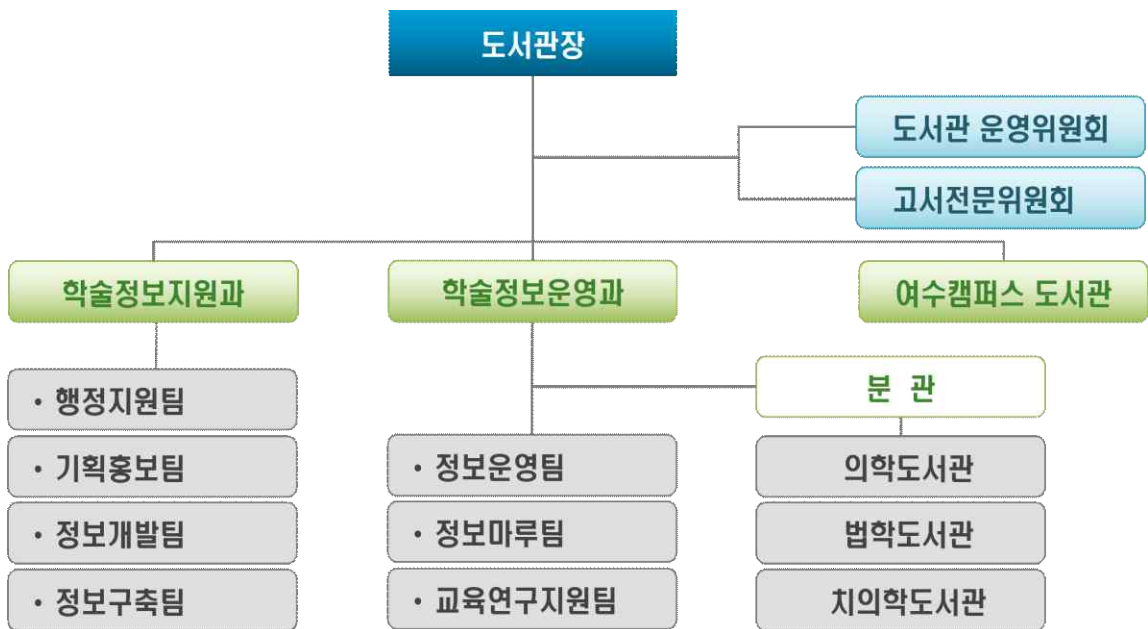 도서관장
도서관 운영위원회
고서전문위원회
학술정보지원과
학술정보운영과
여수캠퍼스 도서관
· 행정지원팀
· 기획홍보팀
· 정보개발팀
· 정보구축팀
· 정보운영팀
· 정보마루팀
· 교육연구지원팀
분 관
의학도서관
법학도서관
치의학도서관